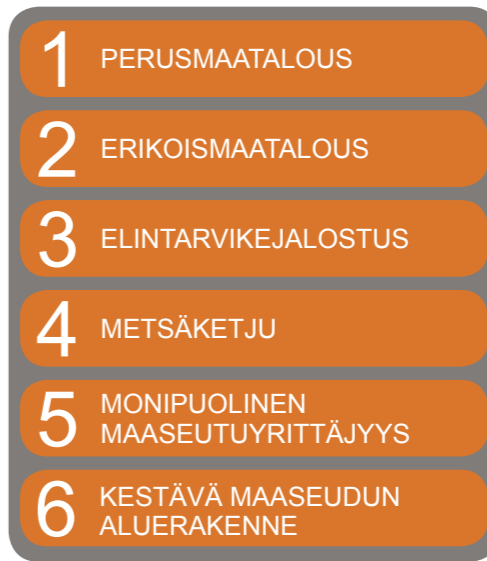 1 PERUSMAATALOUS
2 ERIKOISMAATALOUS
3 ELINTARVIKEJALOSTUS
4 METSÄKETJU
5 MONIPUOLINEN
MAASEUTUYRITTÄJYYS
6 KESTÄVÄ MAASEUDUN
ALUERAKENNE